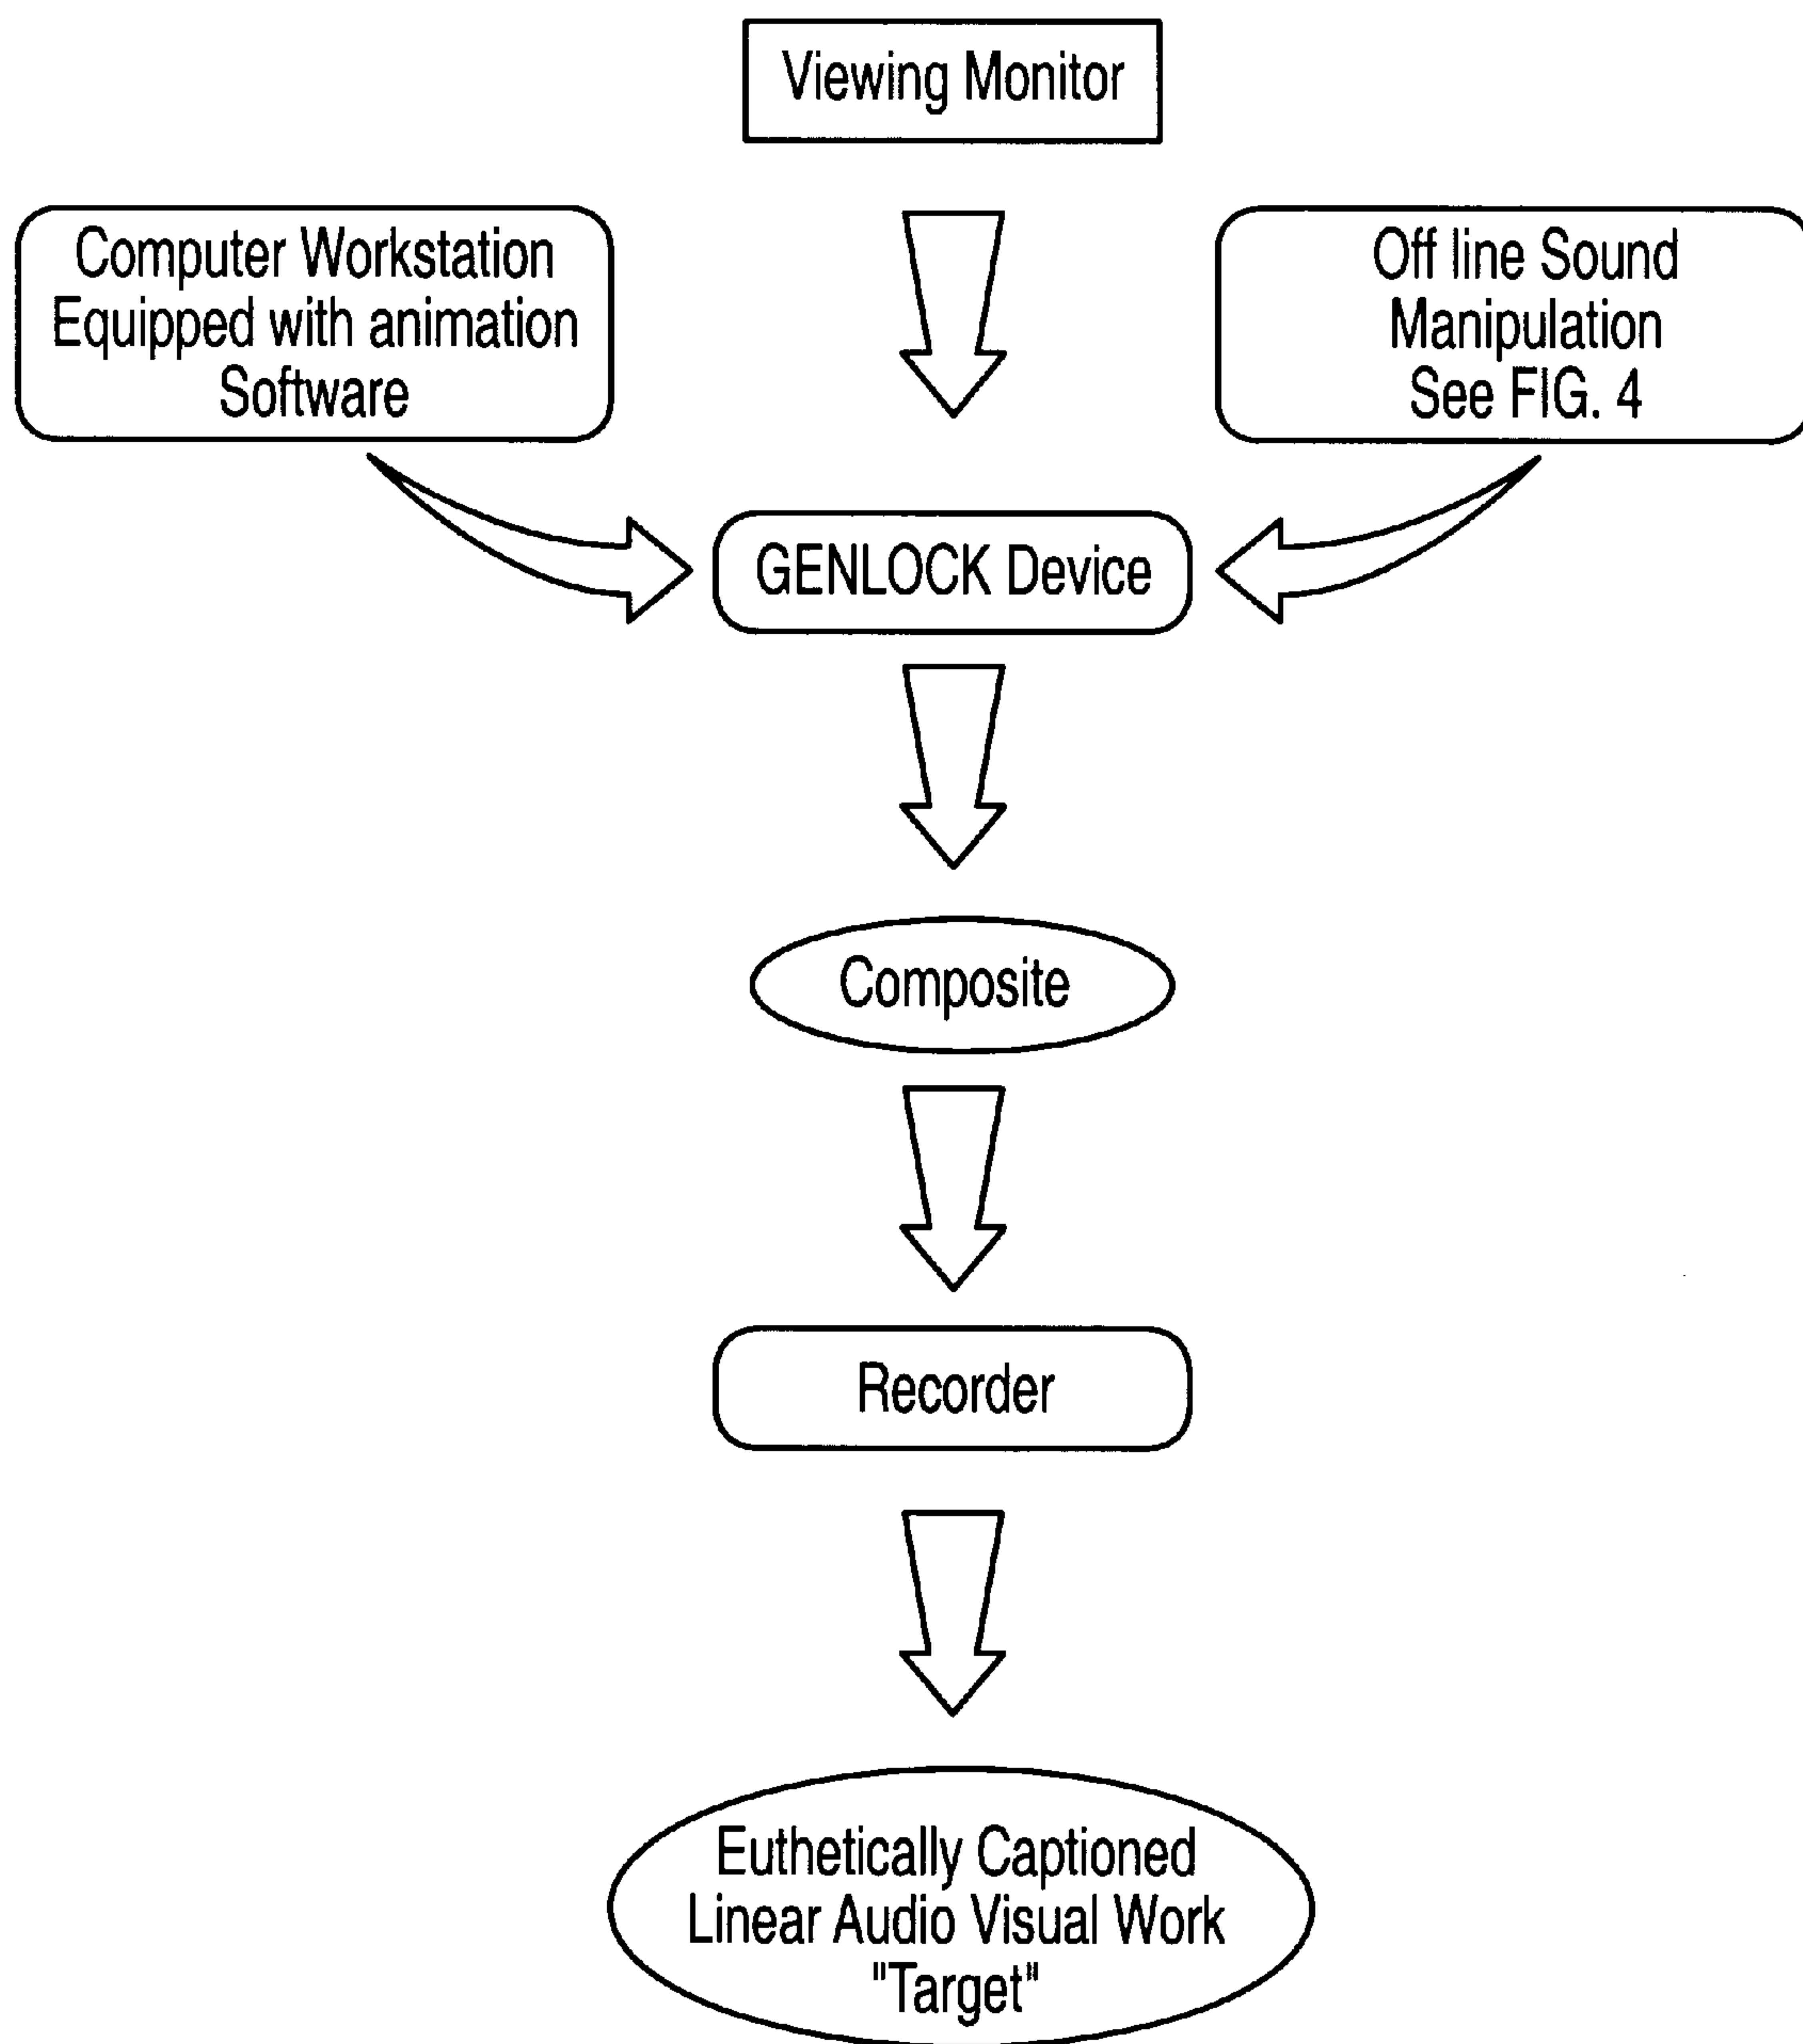 Viewing Monitor
Computer Workstation
Equipped with animation
Software
Off line Sound
Manipulation
See FIG. 4
GENLOCK Device
Composite
Recorder
Euthetically Captioned
Linear Audio Visual Work
"Target"